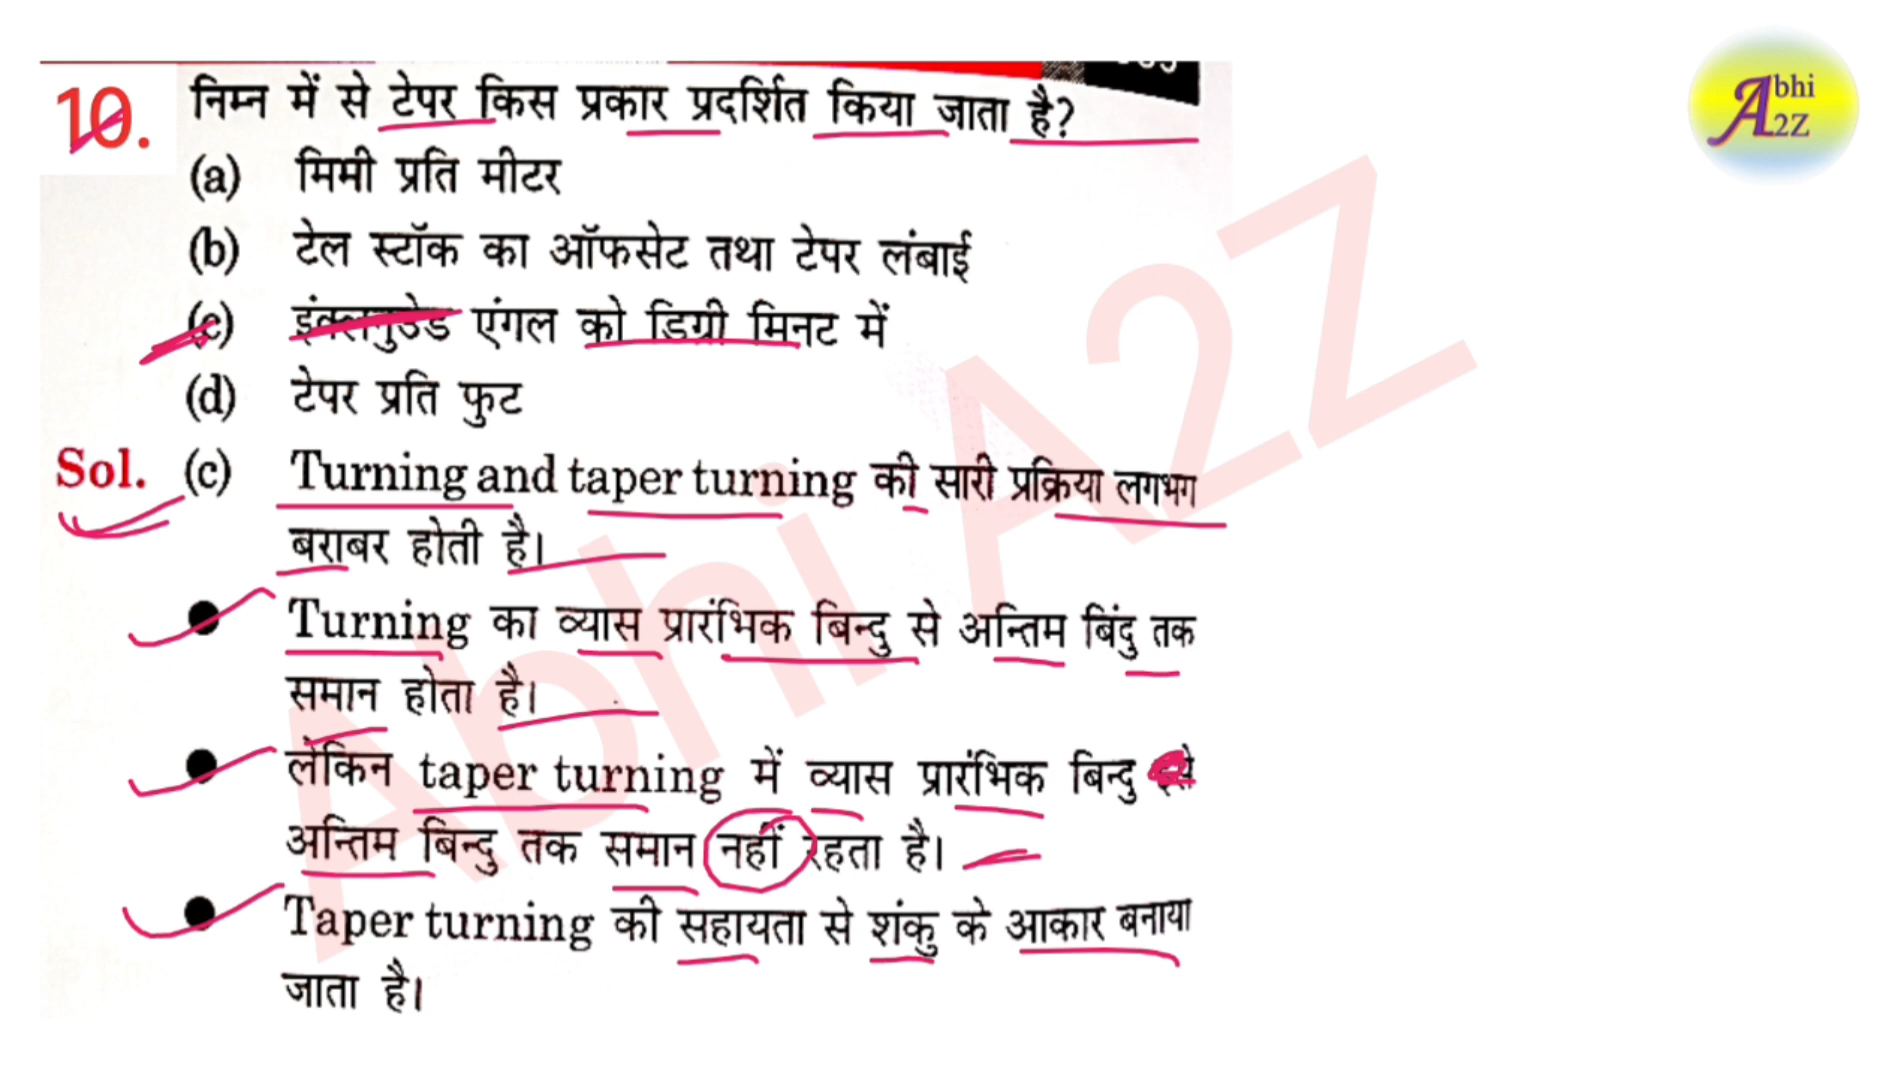 Abhi
A2Z
10. निम्न में से टेपर किस प्रकार प्रदर्शित किया जाता है?
(a) मिमी प्रति मीटर
(b) टेल स्टॉक का ऑफसेट तथा टेपर लंबाई
(c) इंक्लगुउेड एंगल को डिग्री मिनट में
(d) टेपर प्रति फुट
Sol. (c) Turning and taper turning की सारी प्रक्रिया लगभग
बराबर होती है।
Turning का व्यास प्रारंभिक बिन्दु से अन्तिम बिंदु तक
समान होता है।
लेकिन taper turning में व्यास प्रारंभिक बिन्दु
अन्तिम बिन्दु तक समान नहीं रहता है।
Taper turning की सहायता से शंकु के आकार बनाया
जाता है।
Abhi A2Z